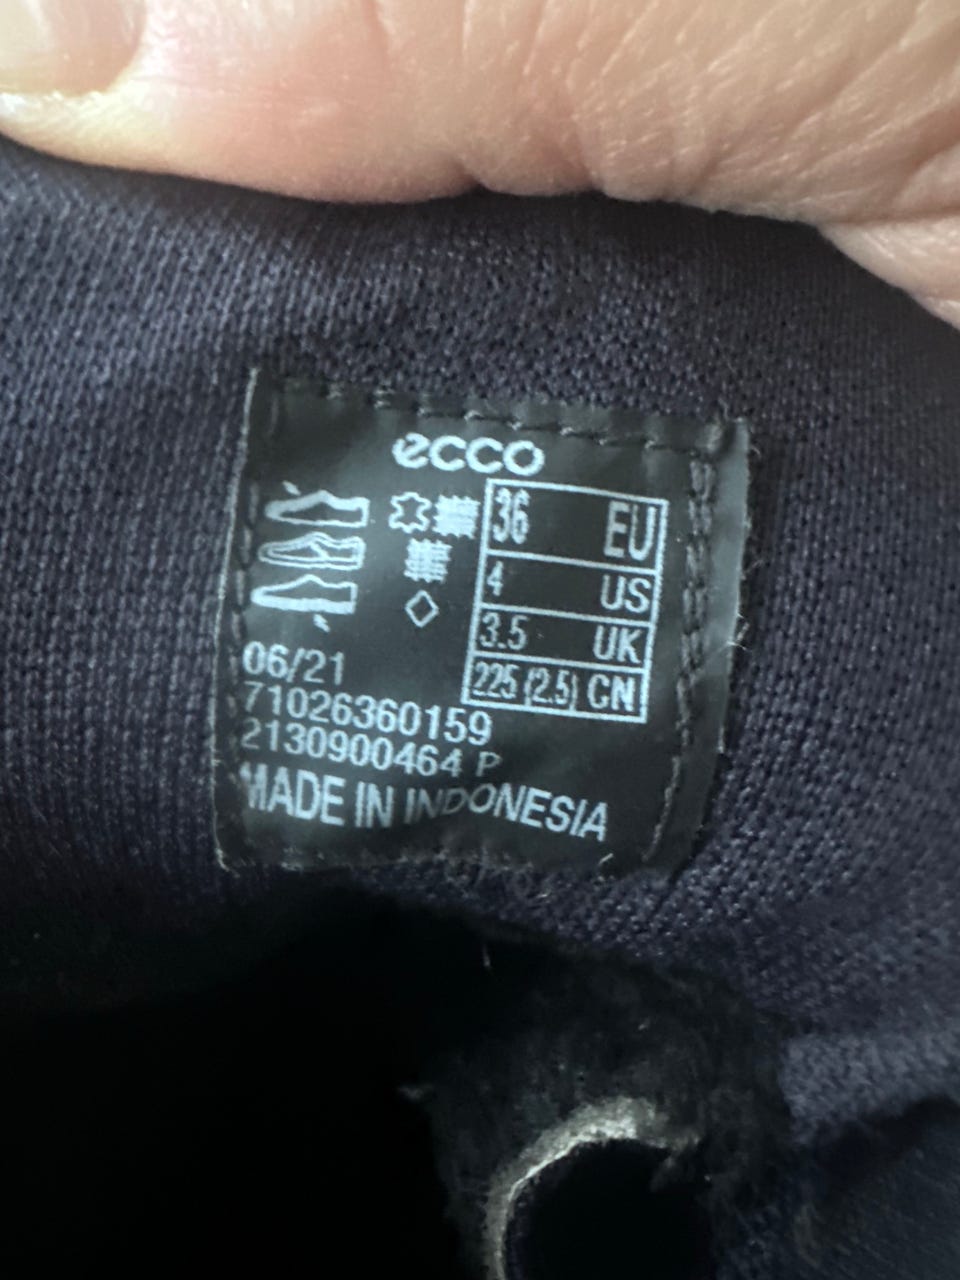 ecco
36 EU
4 US
3.5 UK
225 (2.5) CN
06/21
71026360159
2130900464 P
MADE IN INDONESIA